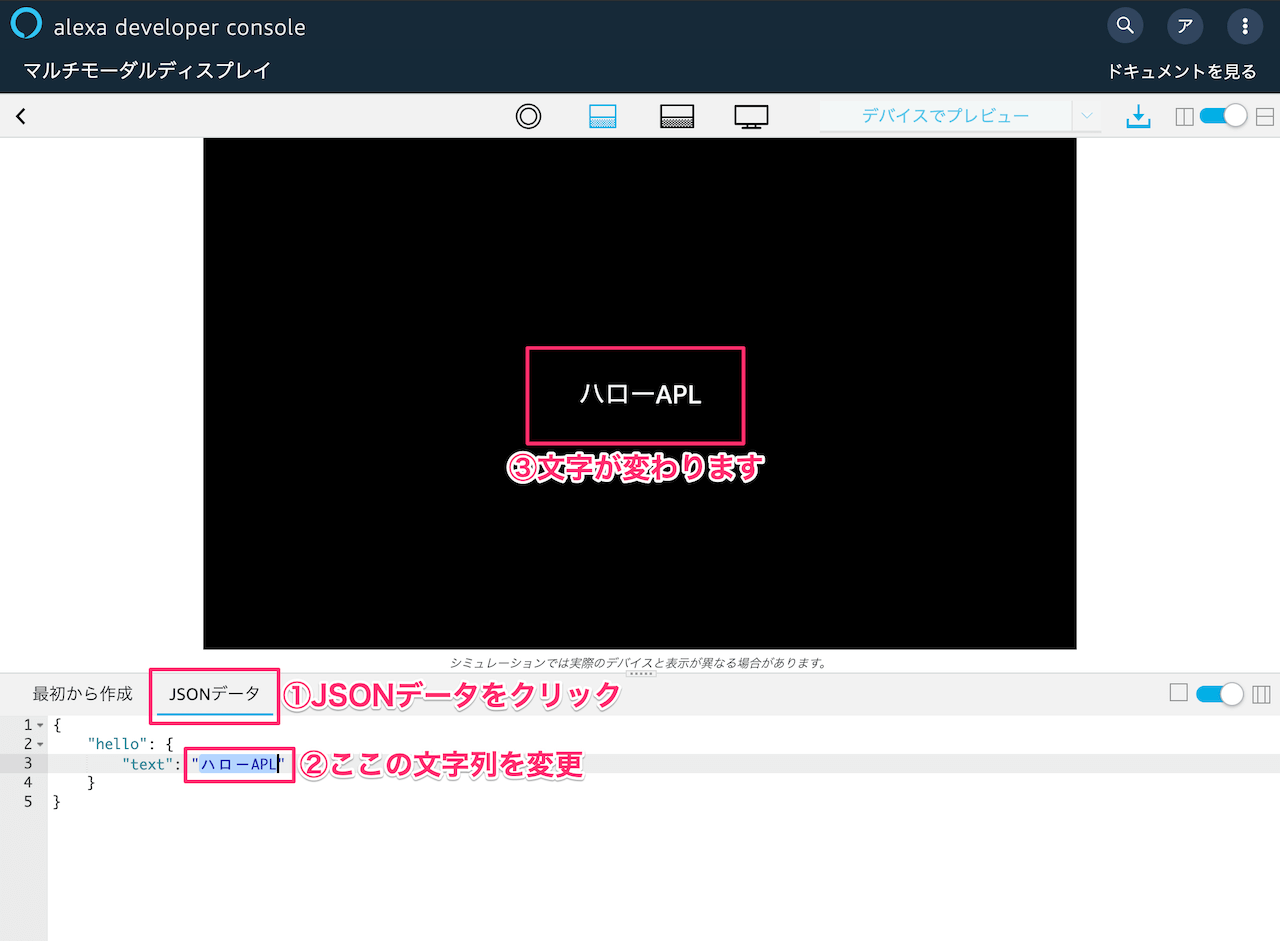 alexa developer console
ア
マルチモーダルディスプレイ
ドキュメントを見る
デバイスでプレビュー
ハローAPL
③文字が変わります
シミュレーションでは実際のデバイスと表示が異なる場合があります。
最初から作成
JSONデータ
①JSONデータをクリック
1 {
2 "hello": {
3 "text": "ハローAPL"
②ここの文字列を変更
4 }
5 }